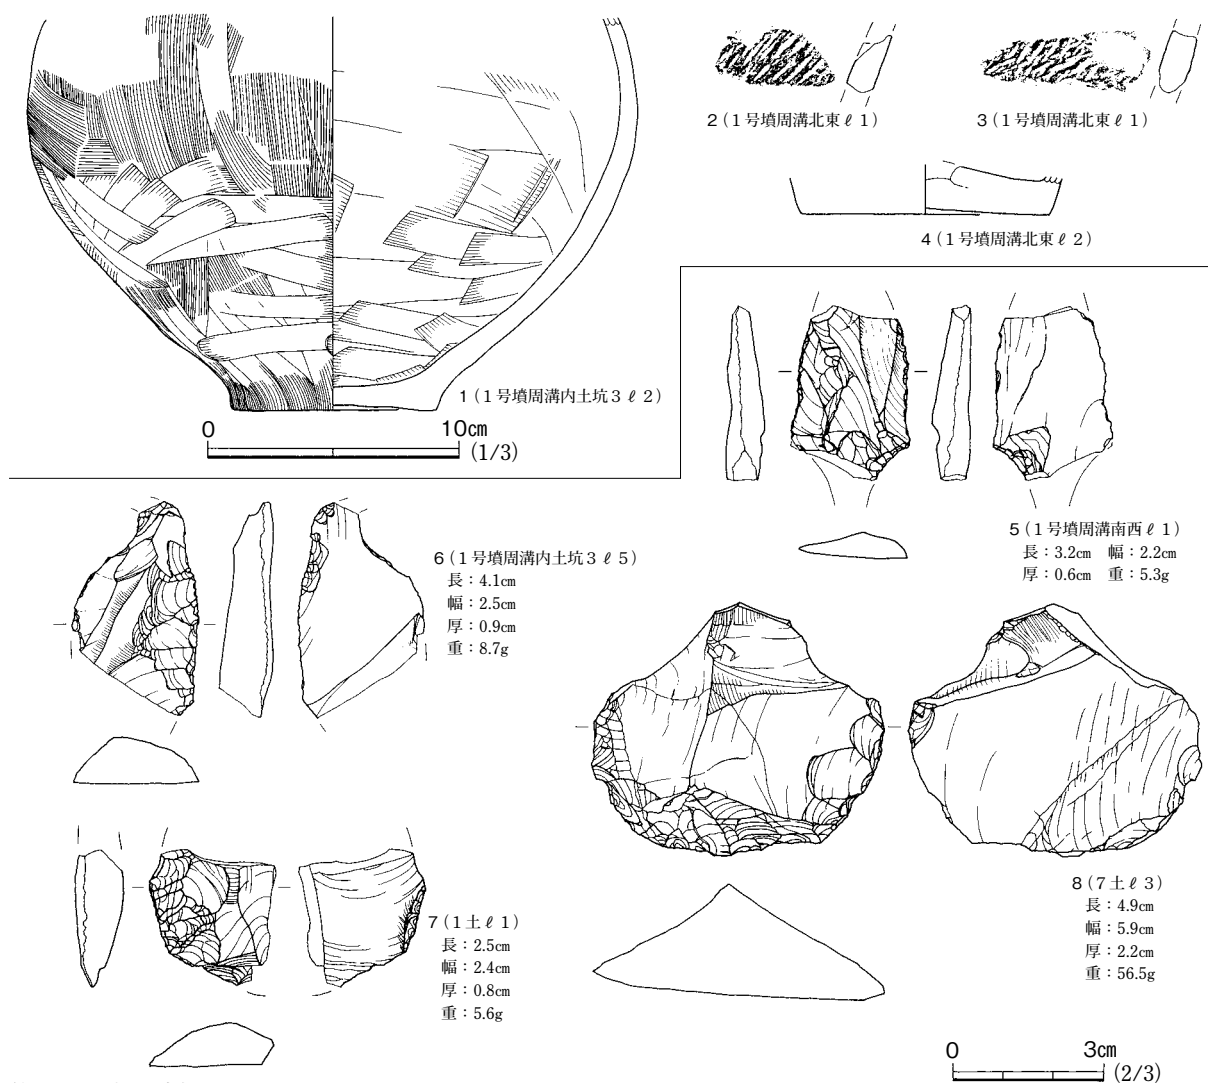 2（1号墳周溝北東ℓ1）
3（1号墳周溝北東ℓ1）
4（1号墳周溝北東ℓ2）
1（1号墳周溝内土坑3ℓ2）
0 10㎝
(1/3)
5（1号墳周溝南西ℓ1）
長：3.2㎝ 幅：2.2㎝
厚：0.6㎝ 重：5.3g
6（1号墳周溝内土坑3ℓ5）
長：4.1㎝
幅：2.5㎝
厚：0.9㎝
重：8.7g
7（1土ℓ1）
長：2.5㎝
幅：2.4㎝
厚：0.8㎝
重：5.6g
8（7土ℓ3）
長：4.9㎝
幅：5.9㎝
厚：2.2㎝
重：56.5g
0 3㎝
(2/3)